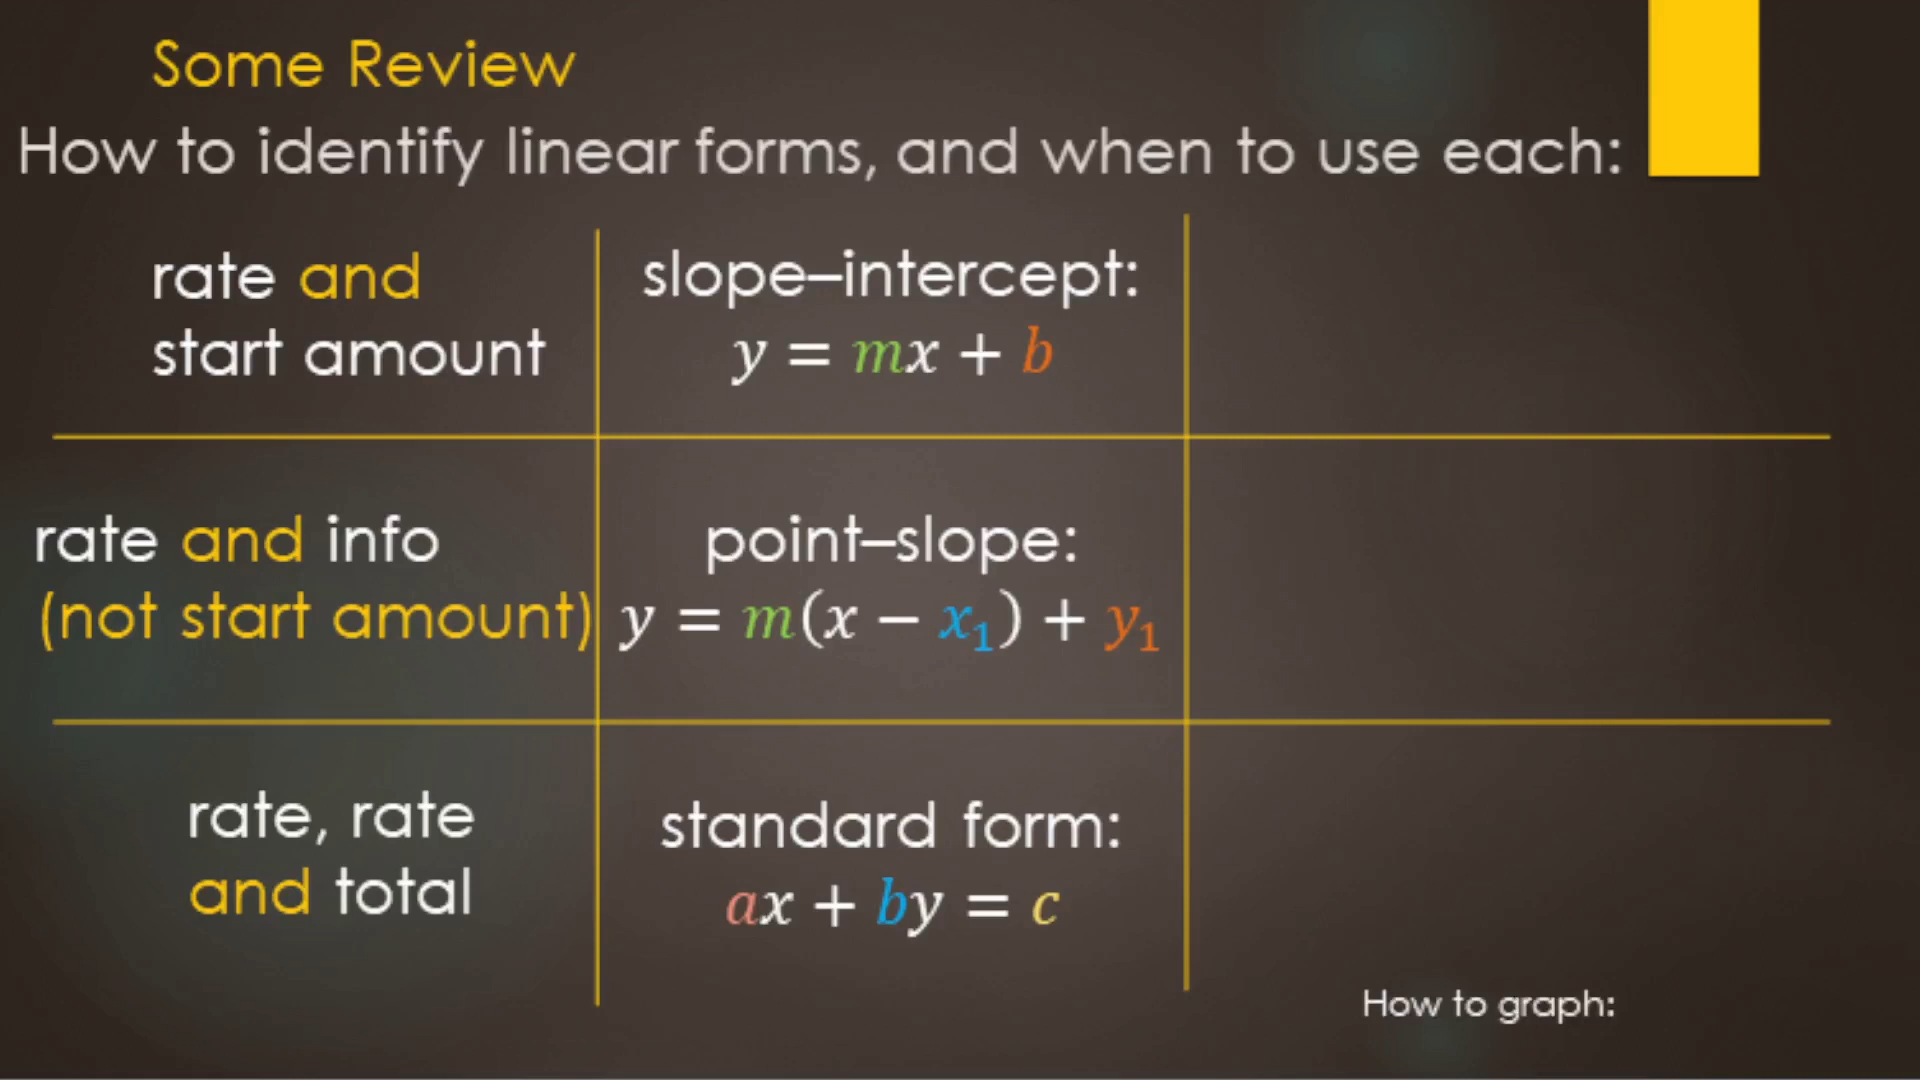 Some Review
How to identify linear forms, and when to use each:
rate and
start amount
slope–intercept:
y = mx + b
rate and info
(not start amount)
point–slope:
y = m(x − x₁) + y₁
rate, rate
and total
standard form:
ax + by = c
How to graph: